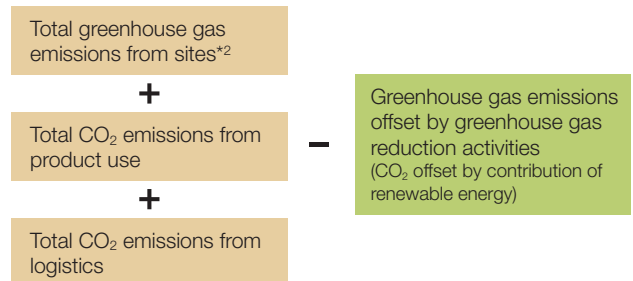 Total greenhouse gas
emissions from sites*2
+
Total CO₂ emissions from
product use
+
Total CO₂ emissions from
logistics
−
Greenhouse gas emissions
offset by greenhouse gas
reduction activities
(CO₂ offset by contribution of
renewable energy)